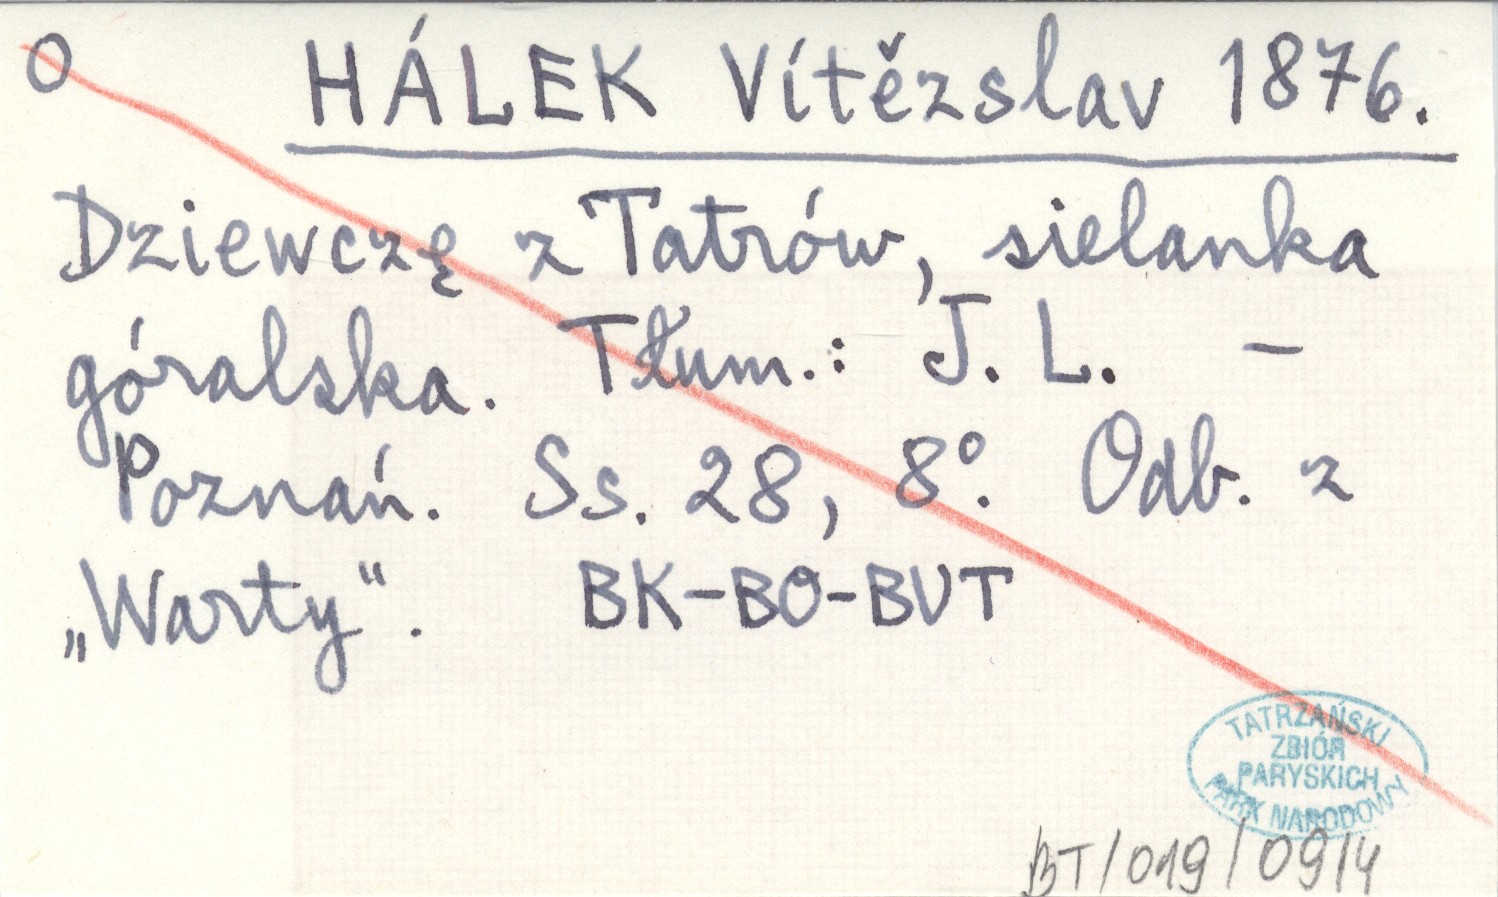 O HÁLEK Vítězslav 1876.
Dziewczę z Tatrów, sielanka
góralska. Tłum.: J. L. –
Poznań. Ss. 28, 8°. Odb. z
„Warty“. BK-BO-BUT
TATRZAŃSKI
ZBIÓR
PARYSKICH
PARK NARODOWY
BT/019/0914